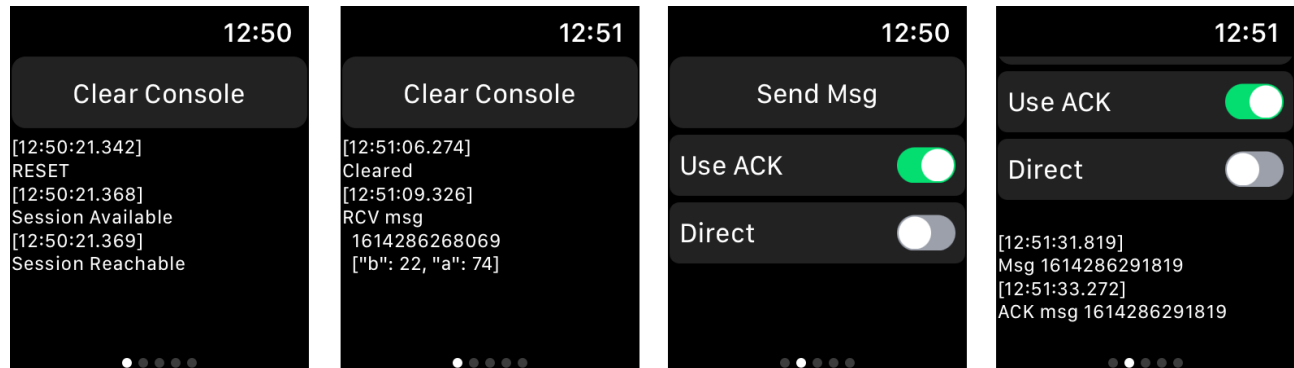 12:50
Clear Console
[12:50:21.342]
RESET
[12:50:21.368]
Session Available
[12:50:21.369]
Session Reachable
12:51
Clear Console
[12:51:06.274]
Cleared
[12:51:09.326]
RCV msg
1614286268069
["b": 22, "a": 74]
12:50
Send Msg
Use ACK
Direct
12:51
Use ACK
Direct
[12:51:31.819]
Msg 1614286291819
[12:51:33.272]
ACK msg 1614286291819